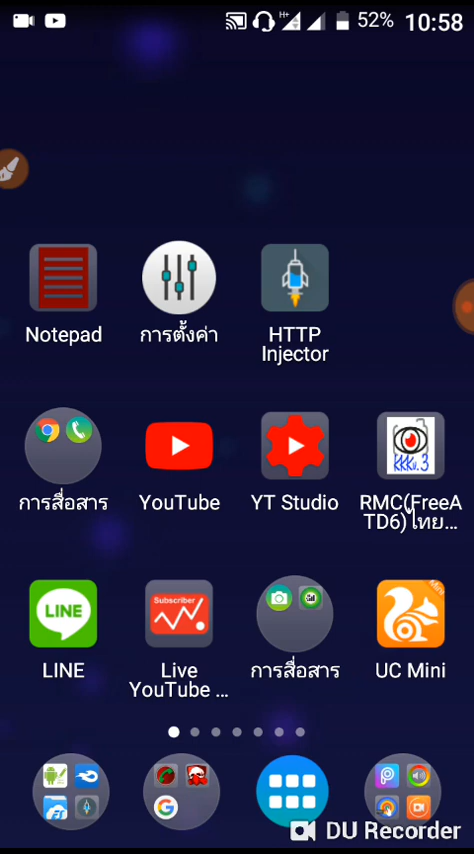 52% 10:58
Notepad
การตั้งค่า
HTTP
Injector
การสื่อสาร
YouTube
YT Studio
RMC(FreeA
TD6)ไทย...
LINE
Subscriber
LINE
Live
YouTube ...
การสื่อสาร
UC Mini
DU Recorder